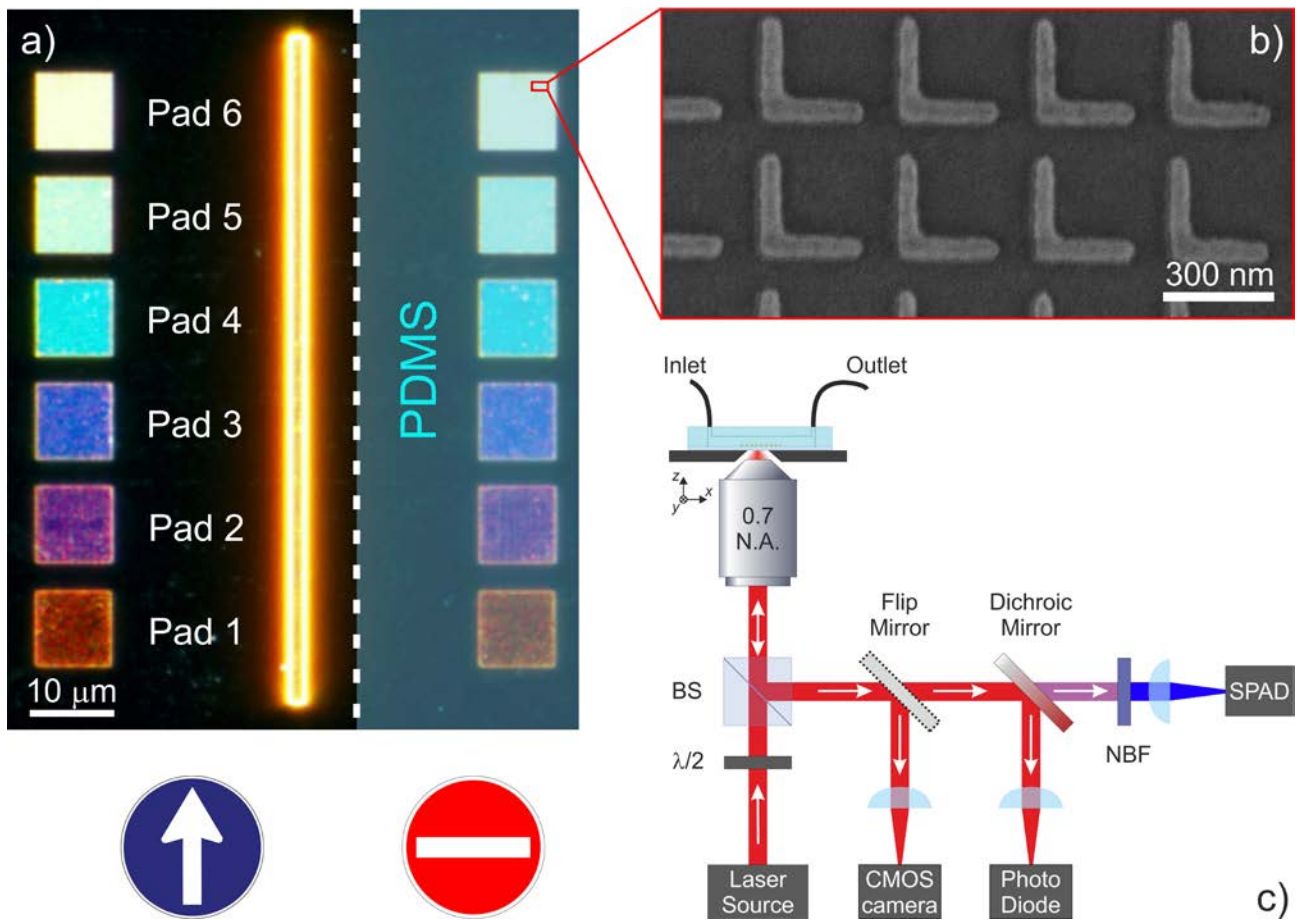 a)
Pad 6
Pad 5
Pad 4
Pad 3
Pad 2
Pad 1
10 μm
PDMS
b)
300 nm
Inlet
Outlet
z
y
x
0.7
N.A.
Flip
Mirror
Dichroic
Mirror
BS
SPAD
NBF
λ/2
Laser
Source
CMOS
camera
Photo
Diode
c)